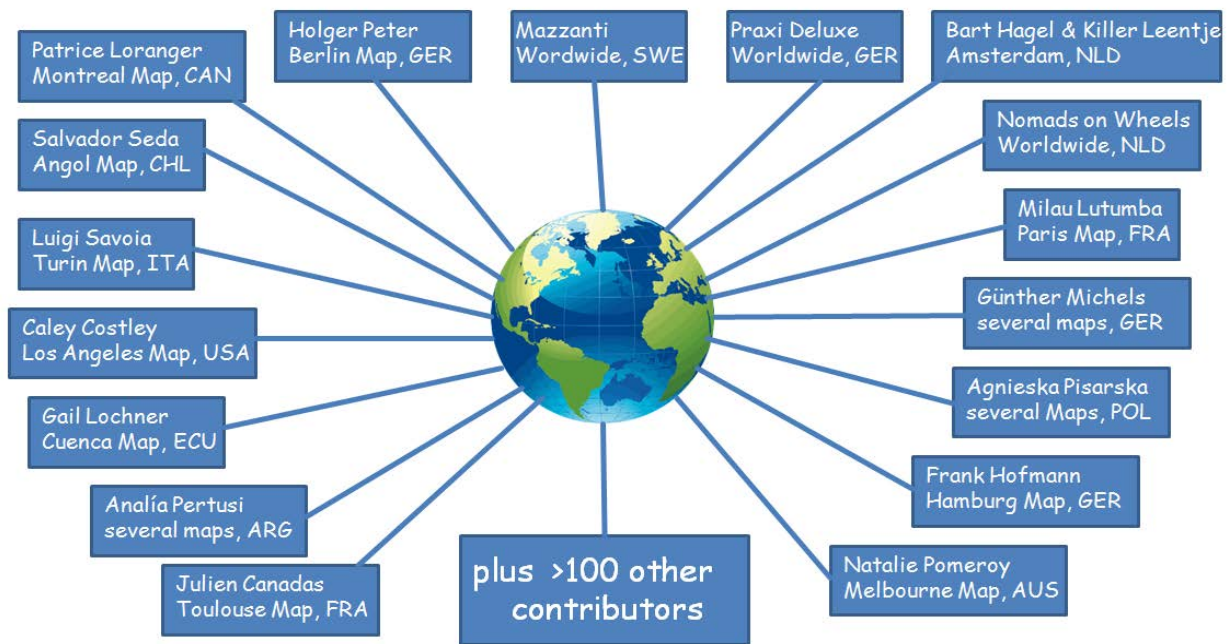 Patrice Loranger
Montreal Map, CAN
Holger Peter
Berlin Map, GER
Mazzanti
Wordwide, SWE
Praxi Deluxe
Worldwide, GER
Bart Hagel & Killer Leentje
Amsterdam, NLD
Salvador Seda
Angol Map, CHL
Nomads on Wheels
Worldwide, NLD
Luigi Savoia
Turin Map, ITA
Milau Lutumba
Paris Map, FRA
Caley Costley
Los Angeles Map, USA
Günther Michels
several maps, GER
Gail Lochner
Cuenca Map, ECU
Agnieska Pisarska
several Maps, POL
Analía Pertusi
several maps, ARG
Frank Hofmann
Hamburg Map, GER
Julien Canadas
Toulouse Map, FRA
plus >100 other
contributors
Natalie Pomeroy
Melbourne Map, AUS